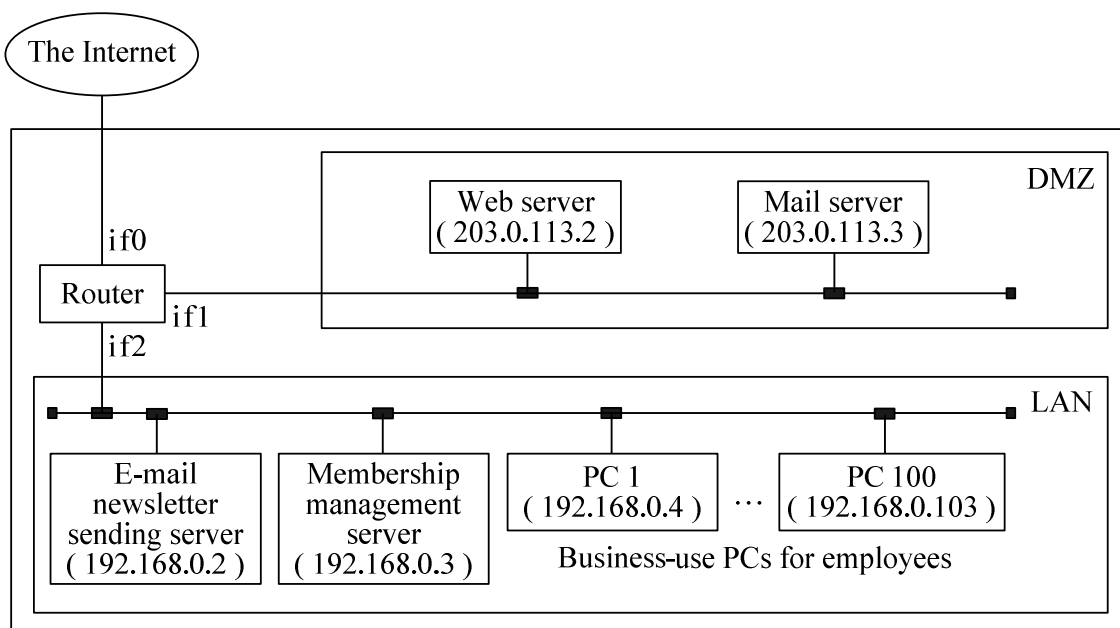 The Internet
DMZ
Web server
( 203.0.113.2 )
Mail server
( 203.0.113.3 )
if0
Router
if1
if2
LAN
E-mail
newsletter
sending server
( 192.168.0.2 )
Membership
management
server
( 192.168.0.3 )
PC 1
( 192.168.0.4 )
…
PC 100
( 192.168.0.103 )
Business-use PCs for employees